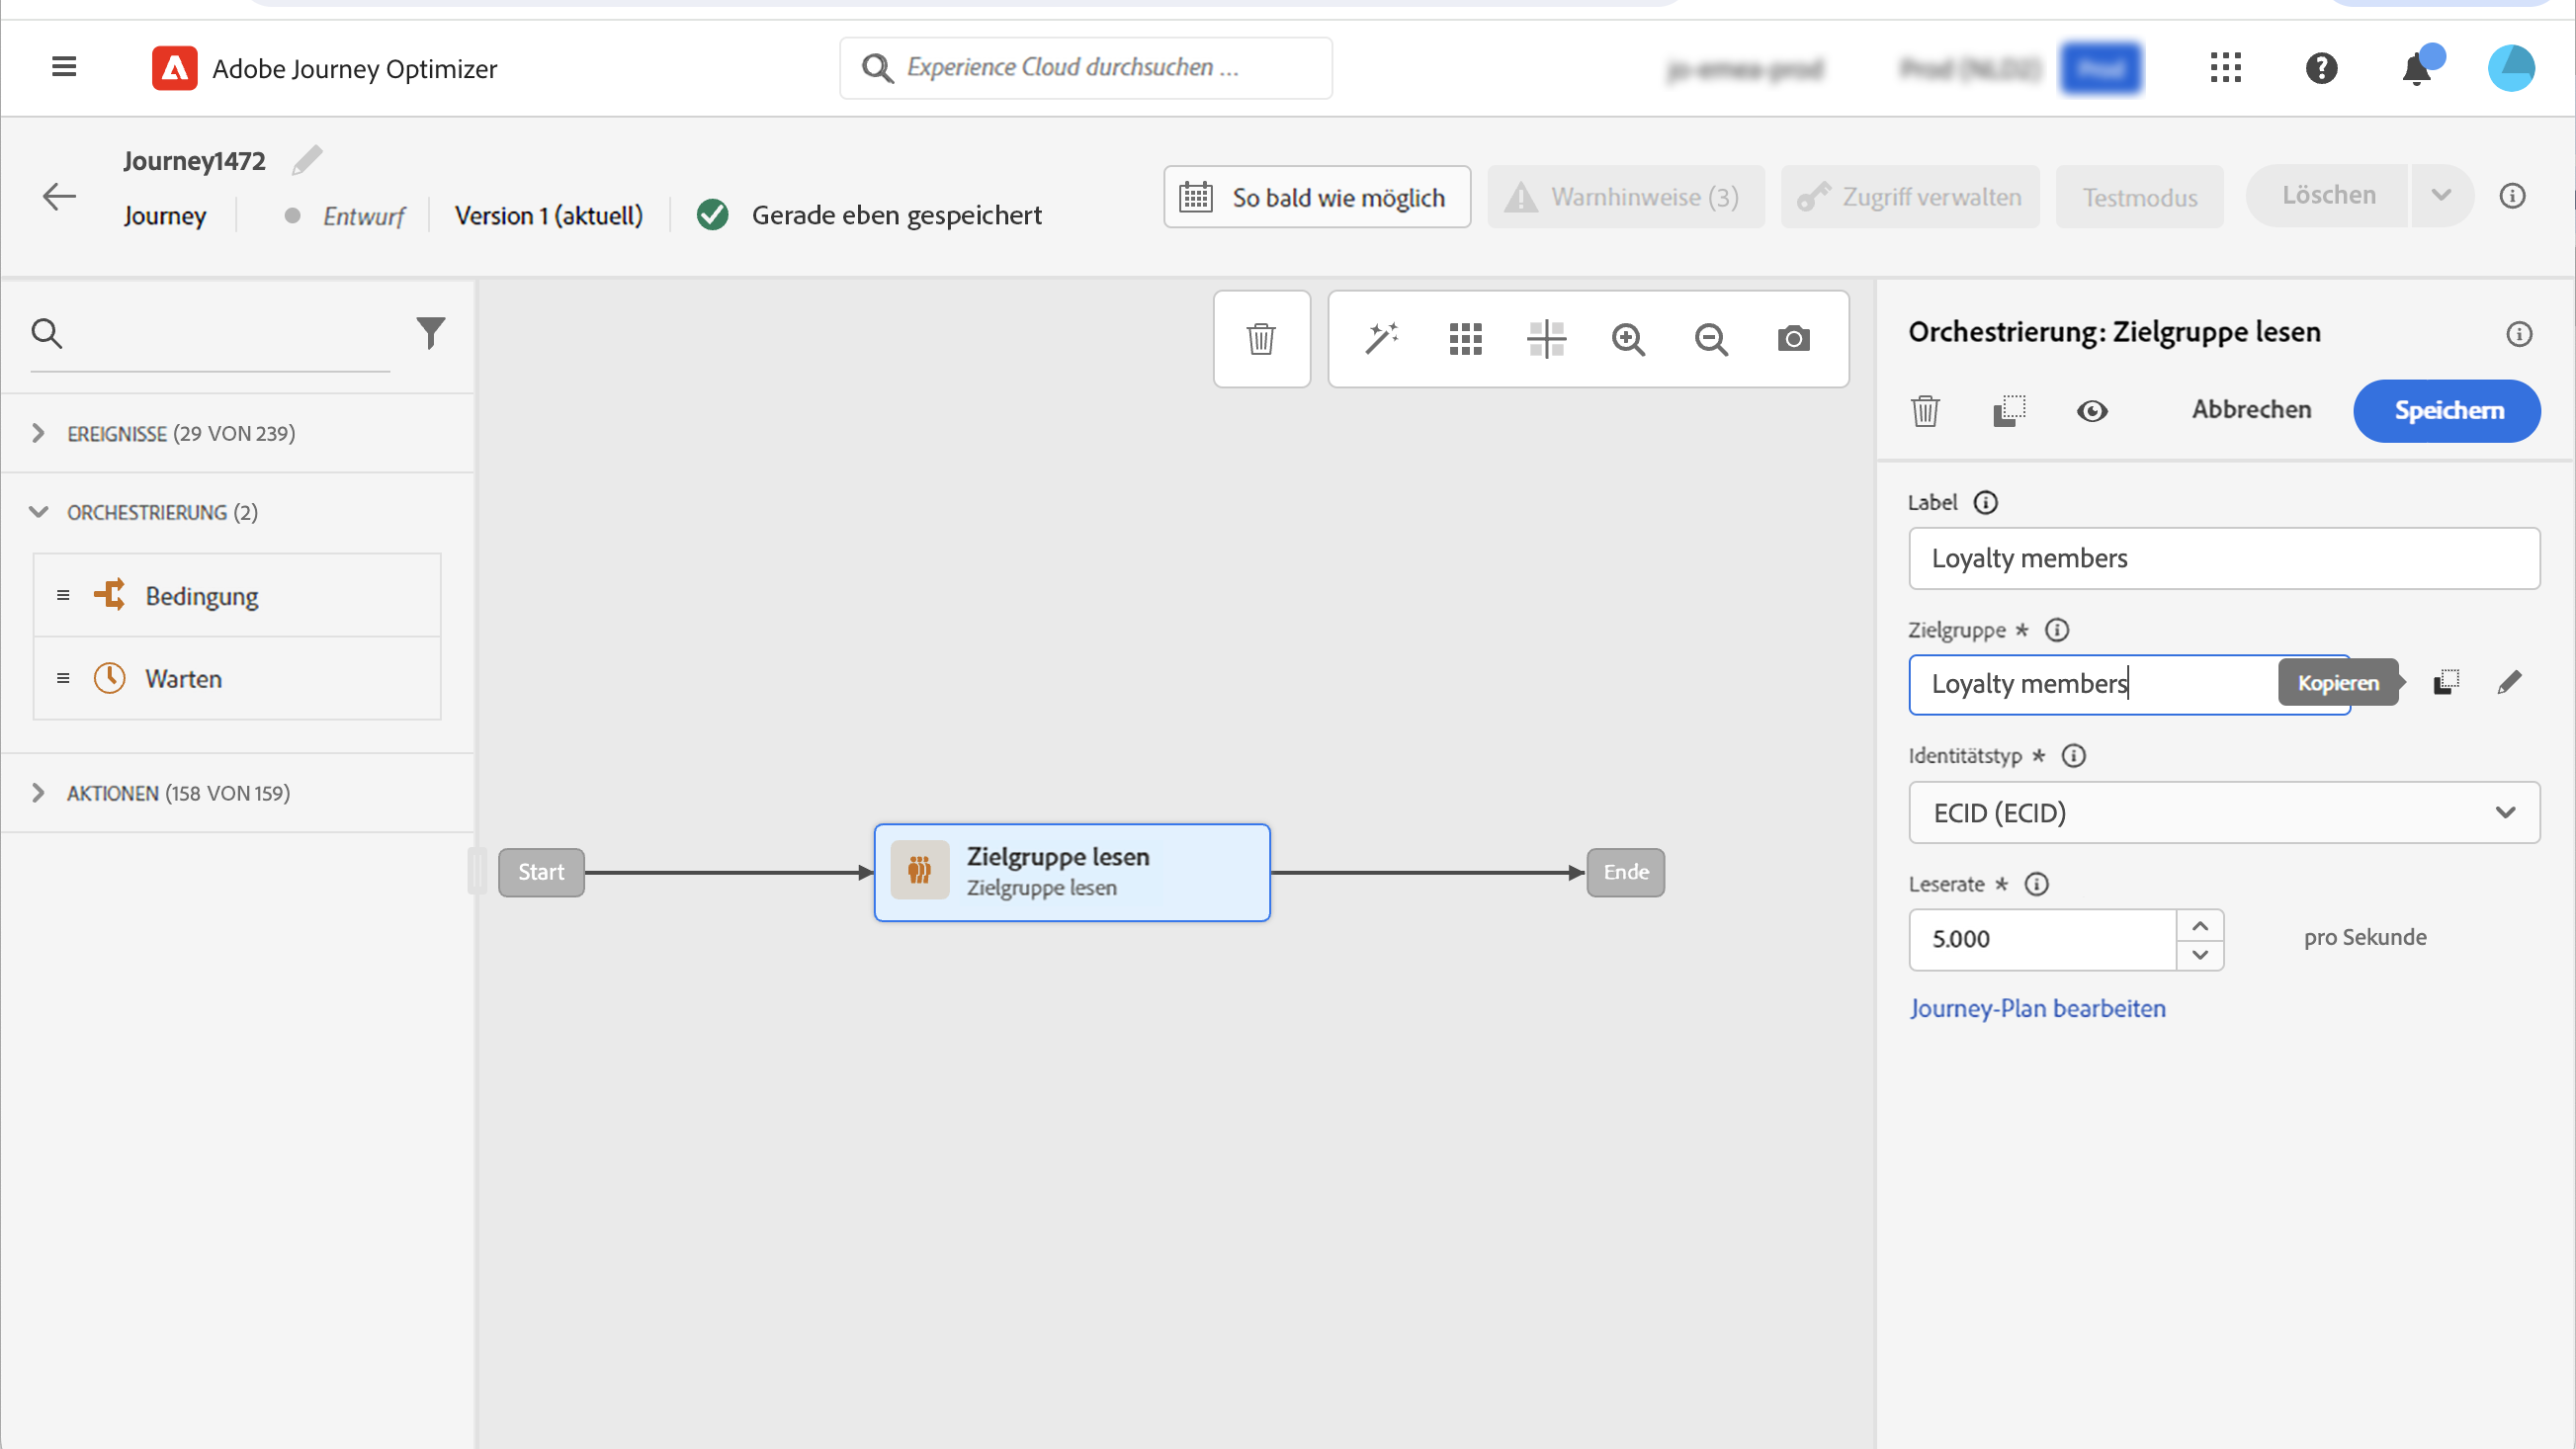 Adobe Journey Optimizer
Experience Cloud durchsuchen ...
Journey1472
Journey
Entwurf
Version 1 (aktuell)
Gerade eben gespeichert
So bald wie möglich
Warnhinweise (3)
Zugriff verwalten
Testmodus
Löschen
EREIGNISSE (29 VON 239)
ORCHESTRIERUNG (2)
Bedingung
Warten
AKTIONEN (158 VON 159)
Start
Zielgruppe lesen
Zielgruppe lesen
Ende
Orchestrierung: Zielgruppe lesen
Abbrechen
Speichern
Label
Loyalty members
Zielgruppe *
Loyalty members
Kopieren
Identitätstyp *
ECID (ECID)
Leserate *
5.000
pro Sekunde
Journey-Plan bearbeiten